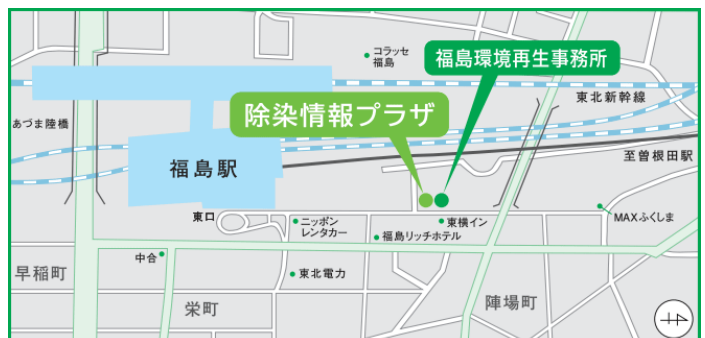 コラッセ
福島
福島環境再生事務所
東北新幹線
あづま陸橋
除染情報プラザ
福島駅
至曽根田駅
東口
ニッポン
レンタカー
東横イン
MAXふくしま
福島リッチホテル
中合
東北電力
早稲町
栄町
陣場町